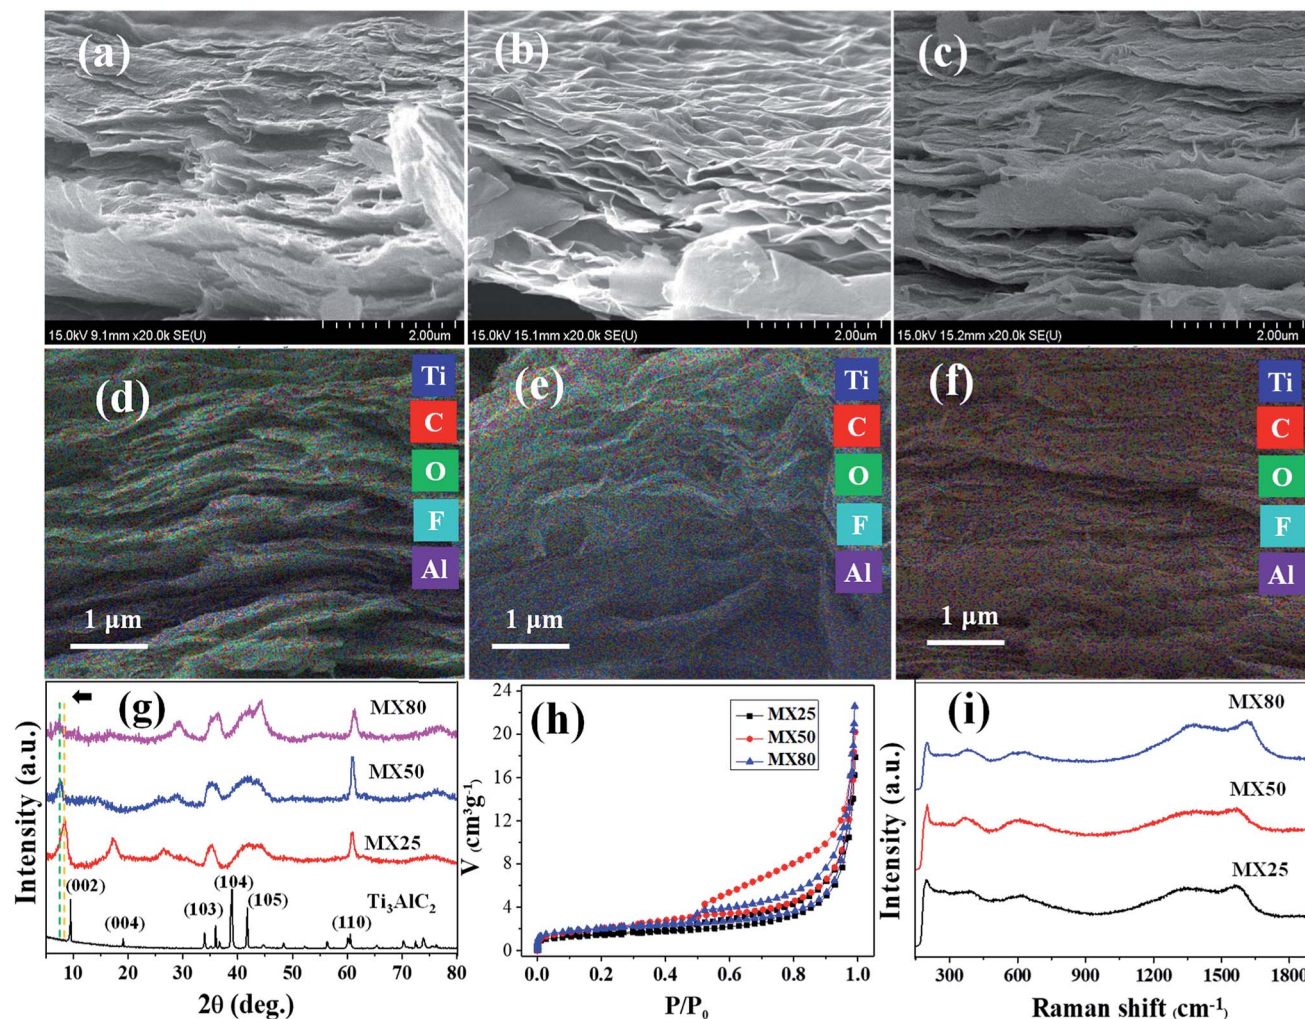 (a)
(b)
(c)
15.0kV 9.1mm x20.0k SE(U)
2.00um
15.0kV 15.1mm x20.0k SE(U)
2.00um
15.0kV 15.2mm x20.0k SE(U)
2.00um
(d)
Ti
C
O
F
Al
1 µm
(e)
Ti
C
O
F
Al
1 µm
(f)
Ti
C
O
F
Al
1 µm
(g)
MX80
MX50
MX25
Ti₃AlC₂
(002)
(004)
(103)
(104)
(105)
(110)
Intensity (a.u.)
10 20 30 40 50 60 70 80
2θ (deg.)
(h)
MX25
MX50
MX80
V (cm³g⁻¹)
24
20
16
12
8
4
0
0.0 0.2 0.4 0.6 0.8 1.0
P/P₀
(i)
MX80
MX50
MX25
Intensity (a.u.)
300 600 900 1200 1500 1800
Raman shift (cm⁻¹)